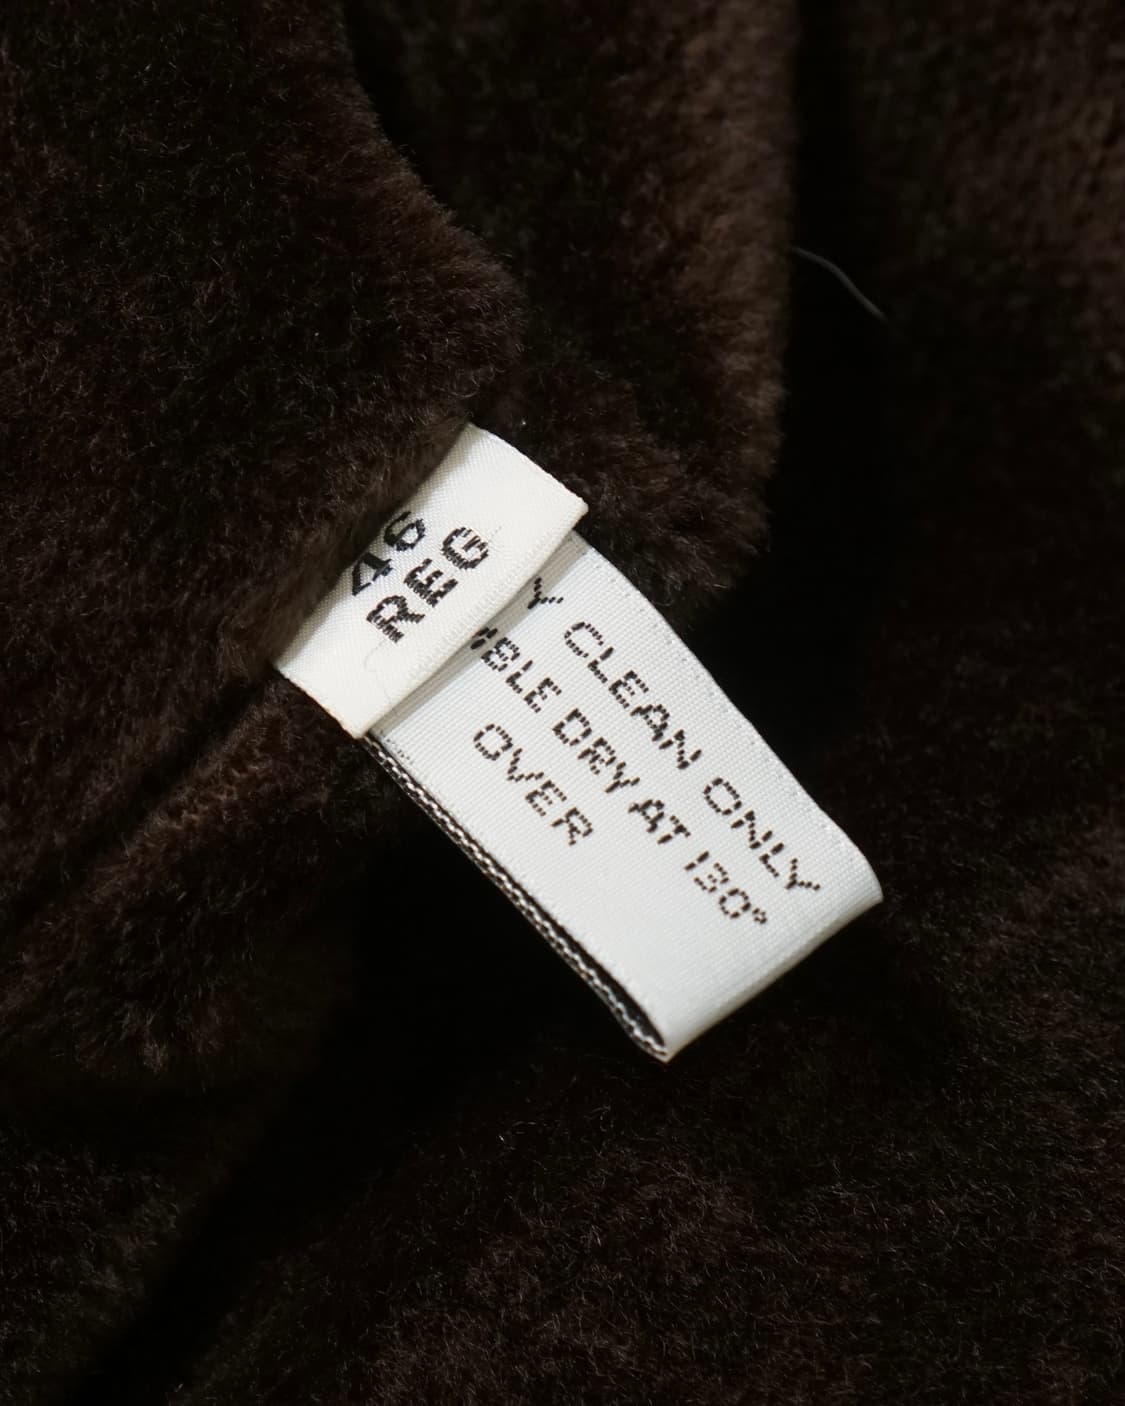 46
REG
Y CLEAN ONLY
BLE DRY AT 130°
OVER